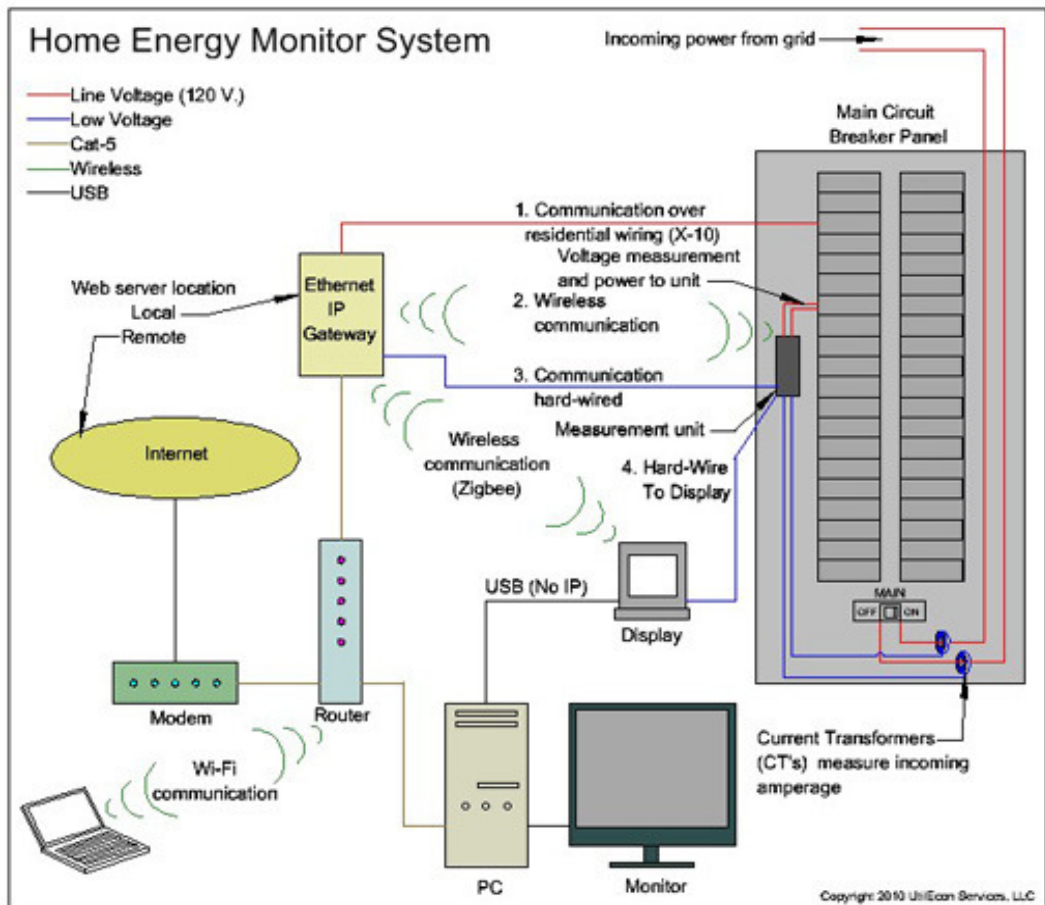 Home Energy Monitor System
Incoming power from grid
Line Voltage (120 V.)
Low Voltage
Cat-5
Wireless
USB
Main Circuit
Breaker Panel
1. Communication over
residential wiring (X-10)
Voltage measurement
and power to unit
2. Wireless
communication
Web server location
Local
Remote
Ethernet
IP
Gateway
3. Communication
hard-wired
Measurement unit
Internet
Wireless
communication
(Zigbee)
4. Hard-Wire
To Display
USB (No IP)
Display
MAIN
OFF
ON
Modem
Router
Wi-Fi
communication
Current Transformers
(CT's) measure incoming
amperage
PC
Monitor
Copyright 2010 UtilEcon Services, LLC